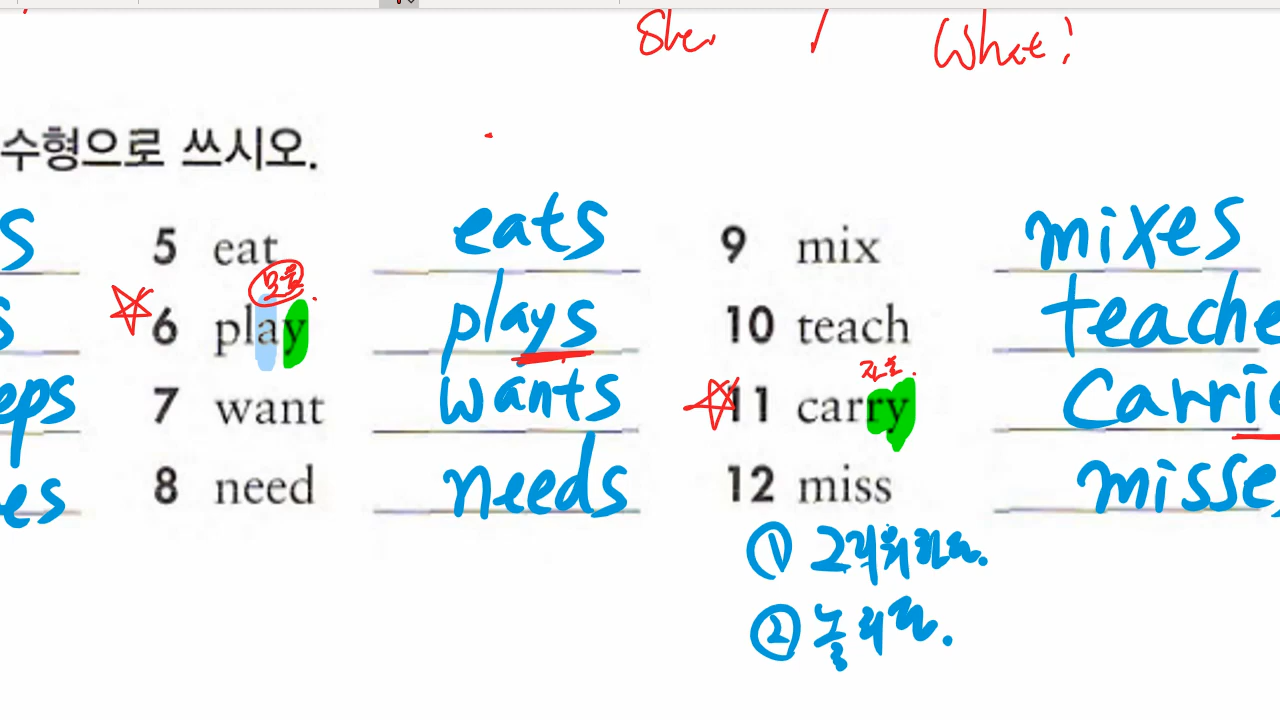 She, / What?
수형으로 쓰시오.
s 5 eat eats 9 mix mixes
모음.
s 6 play plays 10 teach teache
자음.
eps 7 want wants 11 carry carrie
es 8 need needs 12 miss misse
① 그리워하다.
② 놓치다.